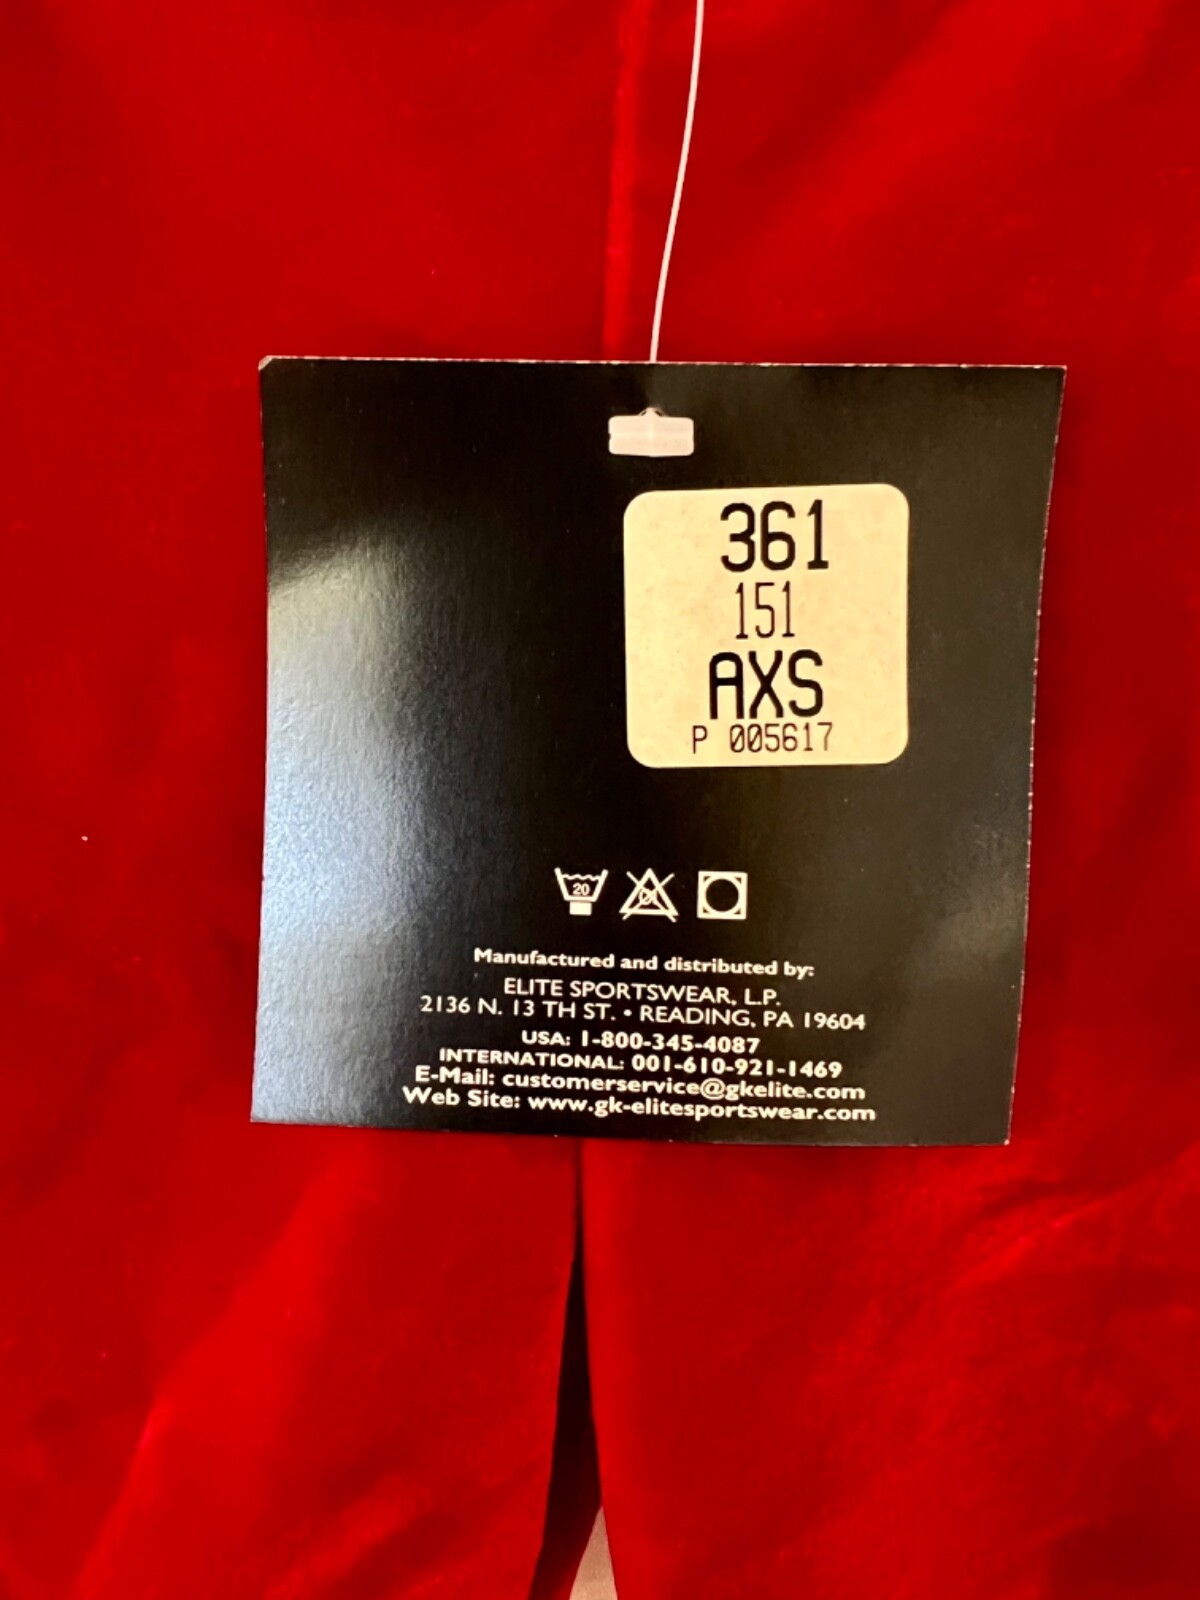 361
151
AXS
P 005617
20
Cl
Manufactured and distributed by:
ELITE SPORTSWEAR, L.P.
2136 N. 13 TH ST. • READING, PA 19604
USA: 1-800-345-4087
INTERNATIONAL: 001-610-921-1469
E-Mail: customerservice@gkelite.com
Web Site: www.gk-elitesportswear.com